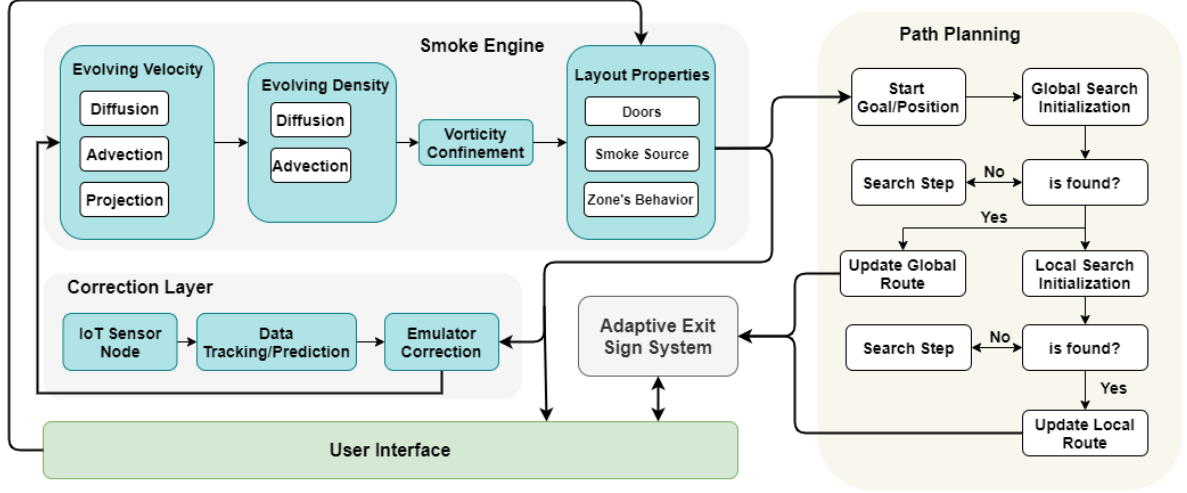 Smoke Engine
Evolving Velocity
Diffusion
Advection
Projection
Evolving Density
Diffusion
Advection
Vorticity
Confinement
Layout Properties
Doors
Smoke Source
Zone's Behavior
Correction Layer
IoT Sensor
Node
Data
Tracking/Prediction
Emulator
Correction
Adaptive Exit
Sign System
User Interface
Path Planning
Start
Goal/Position
Global Search
Initialization
Search Step
No
is found?
Yes
Update Global
Route
Local Search
Initialization
Search Step
No
is found?
Yes
Update Local
Route